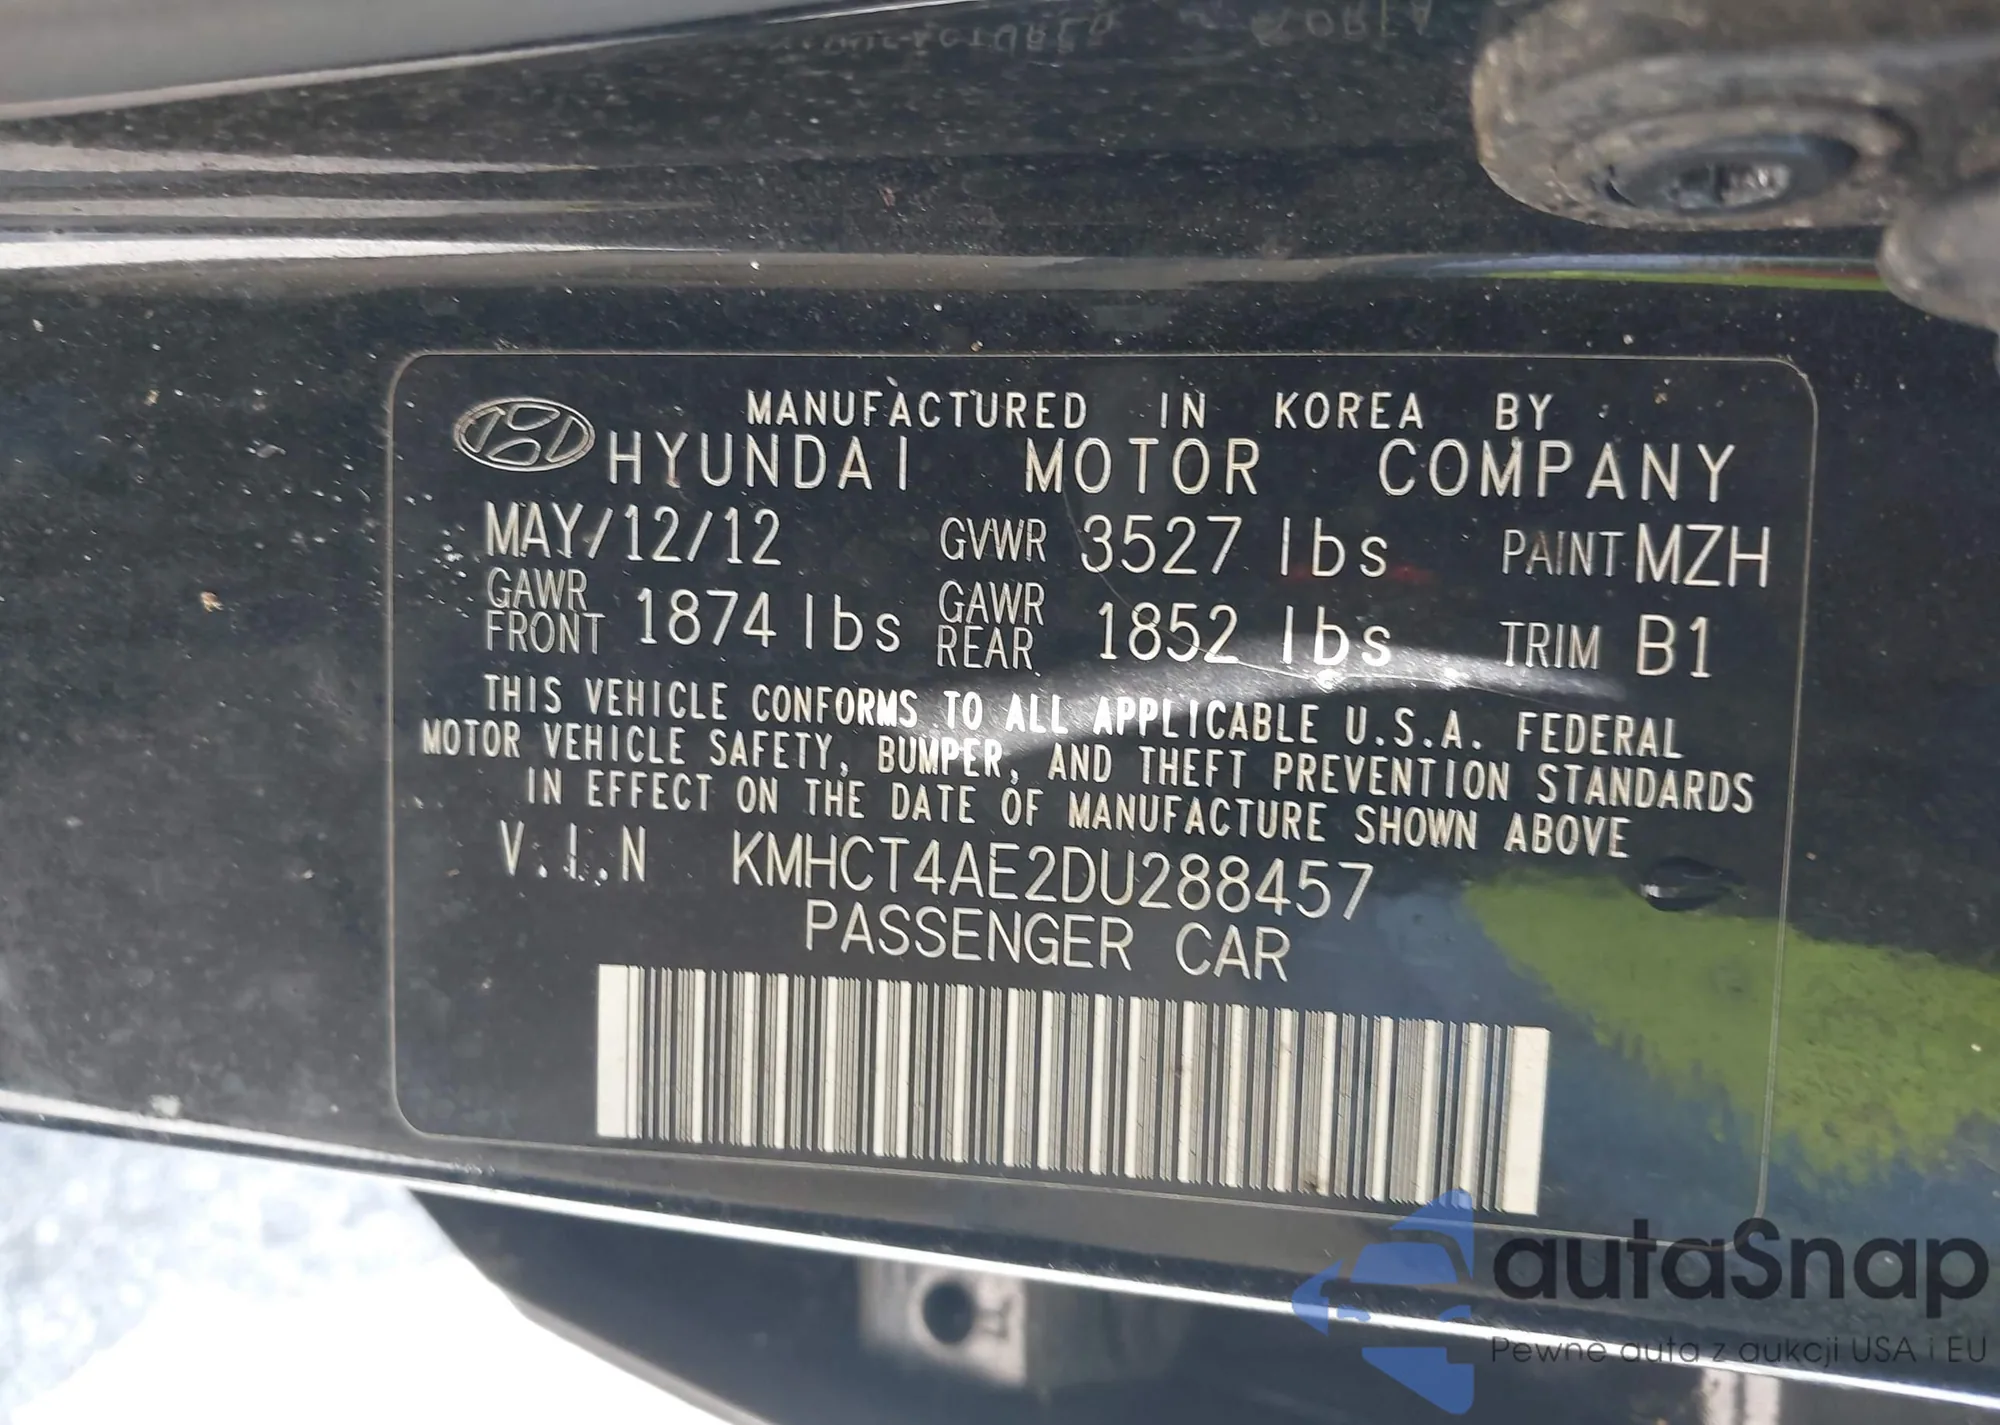 MANUFACTURED IN KOREA BY
HYUNDAI MOTOR COMPANY
MAY/12/12 GVWR 3527 lbs PAINT MZH
GAWR FRONT 1874 lbs GAWR REAR 1852 lbs TRIM B1
THIS VEHICLE CONFORMS TO ALL APPLICABLE U.S.A. FEDERAL
MOTOR VEHICLE SAFETY, BUMPER, AND THEFT PREVENTION STANDARDS
IN EFFECT ON THE DATE OF MANUFACTURE SHOWN ABOVE
V.I.N KMHCT4AE2DU288457
PASSENGER CAR
autaSnap
Pewne auta z aukcji USA i EU